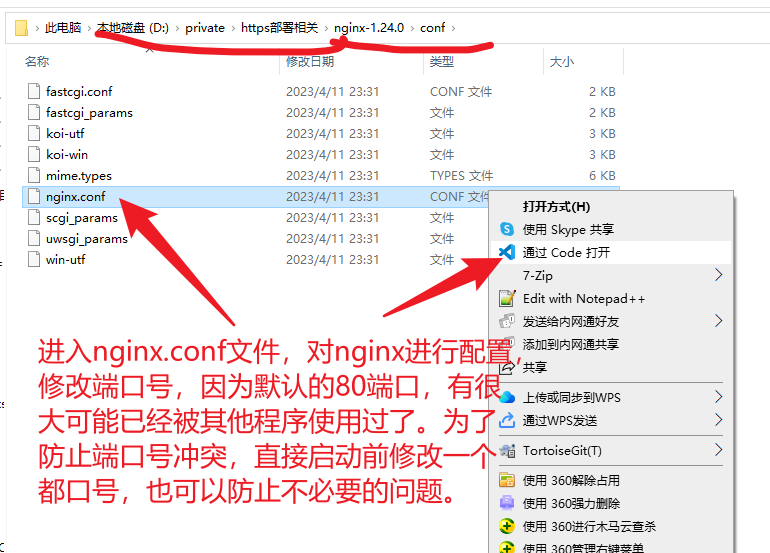 此电脑 › 本地磁盘 (D:) › private › https部署相关 › nginx-1.24.0 › conf ›
名称 修改日期 类型 大小
fastcgi.conf 2023/4/11 23:31 CONF 文件 2 KB
fastcgi_params 2023/4/11 23:31 文件 2 KB
koi-utf 2023/4/11 23:31 文件 3 KB
koi-win 2023/4/11 23:31 文件 3 KB
mime.types 2023/4/11 23:31 TYPES 文件 6 KB
nginx.conf 2023/4/11 23:31 CONF 文件
scgi_params 2023/4/11 23:31 文件
uwsgi_params 2023/4/11 23:31 文件
win-utf 2023/4/11 23:31 文件
打开方式(H)
使用 Skype 共享
通过 Code 打开
7-Zip
Edit with Notepad++
发送给内网通好友
添加到内网通共享
共享
上传或同步到WPS
通过WPS发送
TortoiseGit(T)
使用 360解除占用
使用 360强力删除
使用 360进行木马云查杀
使用 360管理右键菜单
进入nginx.conf文件，对nginx进行配置，
修改端口号，因为默认的80端口，有很
大可能已经被其他程序使用过了。为了
防止端口号冲突，直接启动前修改一个
都口号，也可以防止不必要的问题。